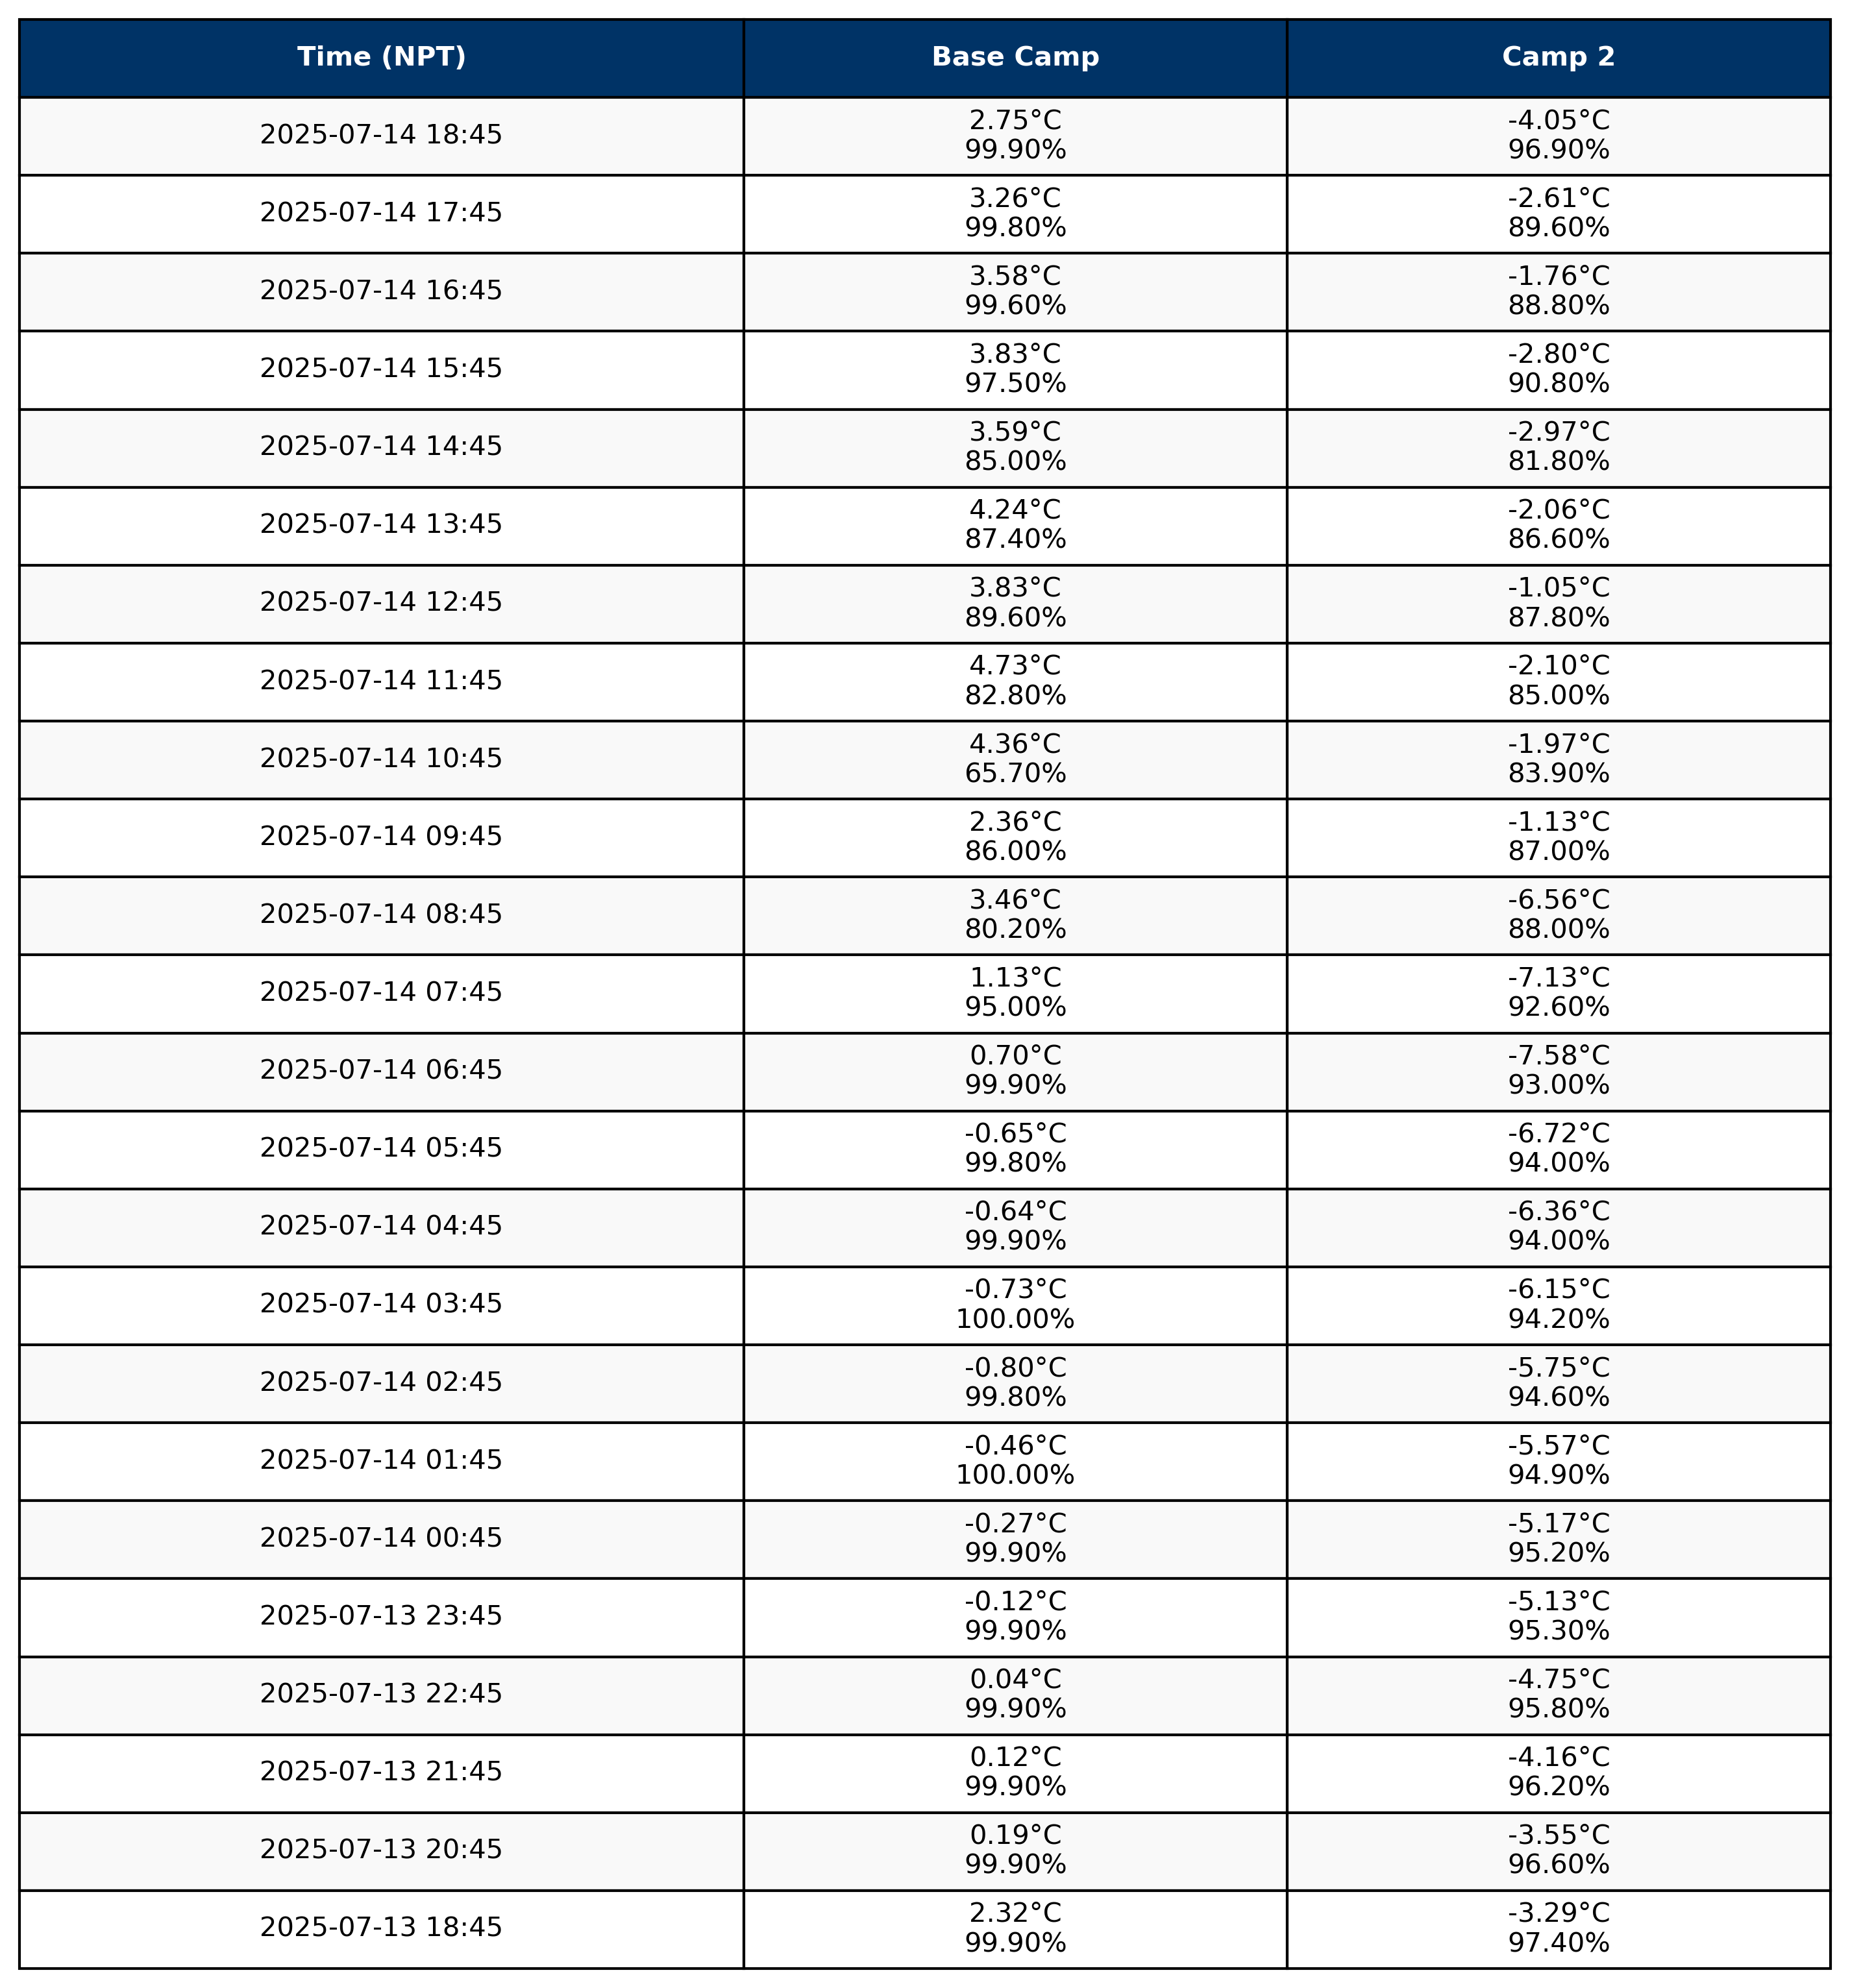 Time (NPT) Base Camp Camp 2
2025-07-14 18:45 2.75°C -4.05°C
99.90% 96.90%
2025-07-14 17:45 3.26°C -2.61°C
99.80% 89.60%
2025-07-14 16:45 3.58°C -1.76°C
99.60% 88.80%
2025-07-14 15:45 3.83°C -2.80°C
97.50% 90.80%
2025-07-14 14:45 3.59°C -2.97°C
85.00% 81.80%
2025-07-14 13:45 4.24°C -2.06°C
87.40% 86.60%
2025-07-14 12:45 3.83°C -1.05°C
89.60% 87.80%
2025-07-14 11:45 4.73°C -2.10°C
82.80% 85.00%
2025-07-14 10:45 4.36°C -1.97°C
65.70% 83.90%
2025-07-14 09:45 2.36°C -1.13°C
86.00% 87.00%
2025-07-14 08:45 3.46°C -6.56°C
80.20% 88.00%
2025-07-14 07:45 1.13°C -7.13°C
95.00% 92.60%
2025-07-14 06:45 0.70°C -7.58°C
99.90% 93.00%
2025-07-14 05:45 -0.65°C -6.72°C
99.80% 94.00%
2025-07-14 04:45 -0.64°C -6.36°C
99.90% 94.00%
2025-07-14 03:45 -0.73°C -6.15°C
100.00% 94.20%
2025-07-14 02:45 -0.80°C -5.75°C
99.80% 94.60%
2025-07-14 01:45 -0.46°C -5.57°C
100.00% 94.90%
2025-07-14 00:45 -0.27°C -5.17°C
99.90% 95.20%
2025-07-13 23:45 -0.12°C -5.13°C
99.90% 95.30%
2025-07-13 22:45 0.04°C -4.75°C
99.90% 95.80%
2025-07-13 21:45 0.12°C -4.16°C
99.90% 96.20%
2025-07-13 20:45 0.19°C -3.55°C
99.90% 96.60%
2025-07-13 18:45 2.32°C -3.29°C
99.90% 97.40%